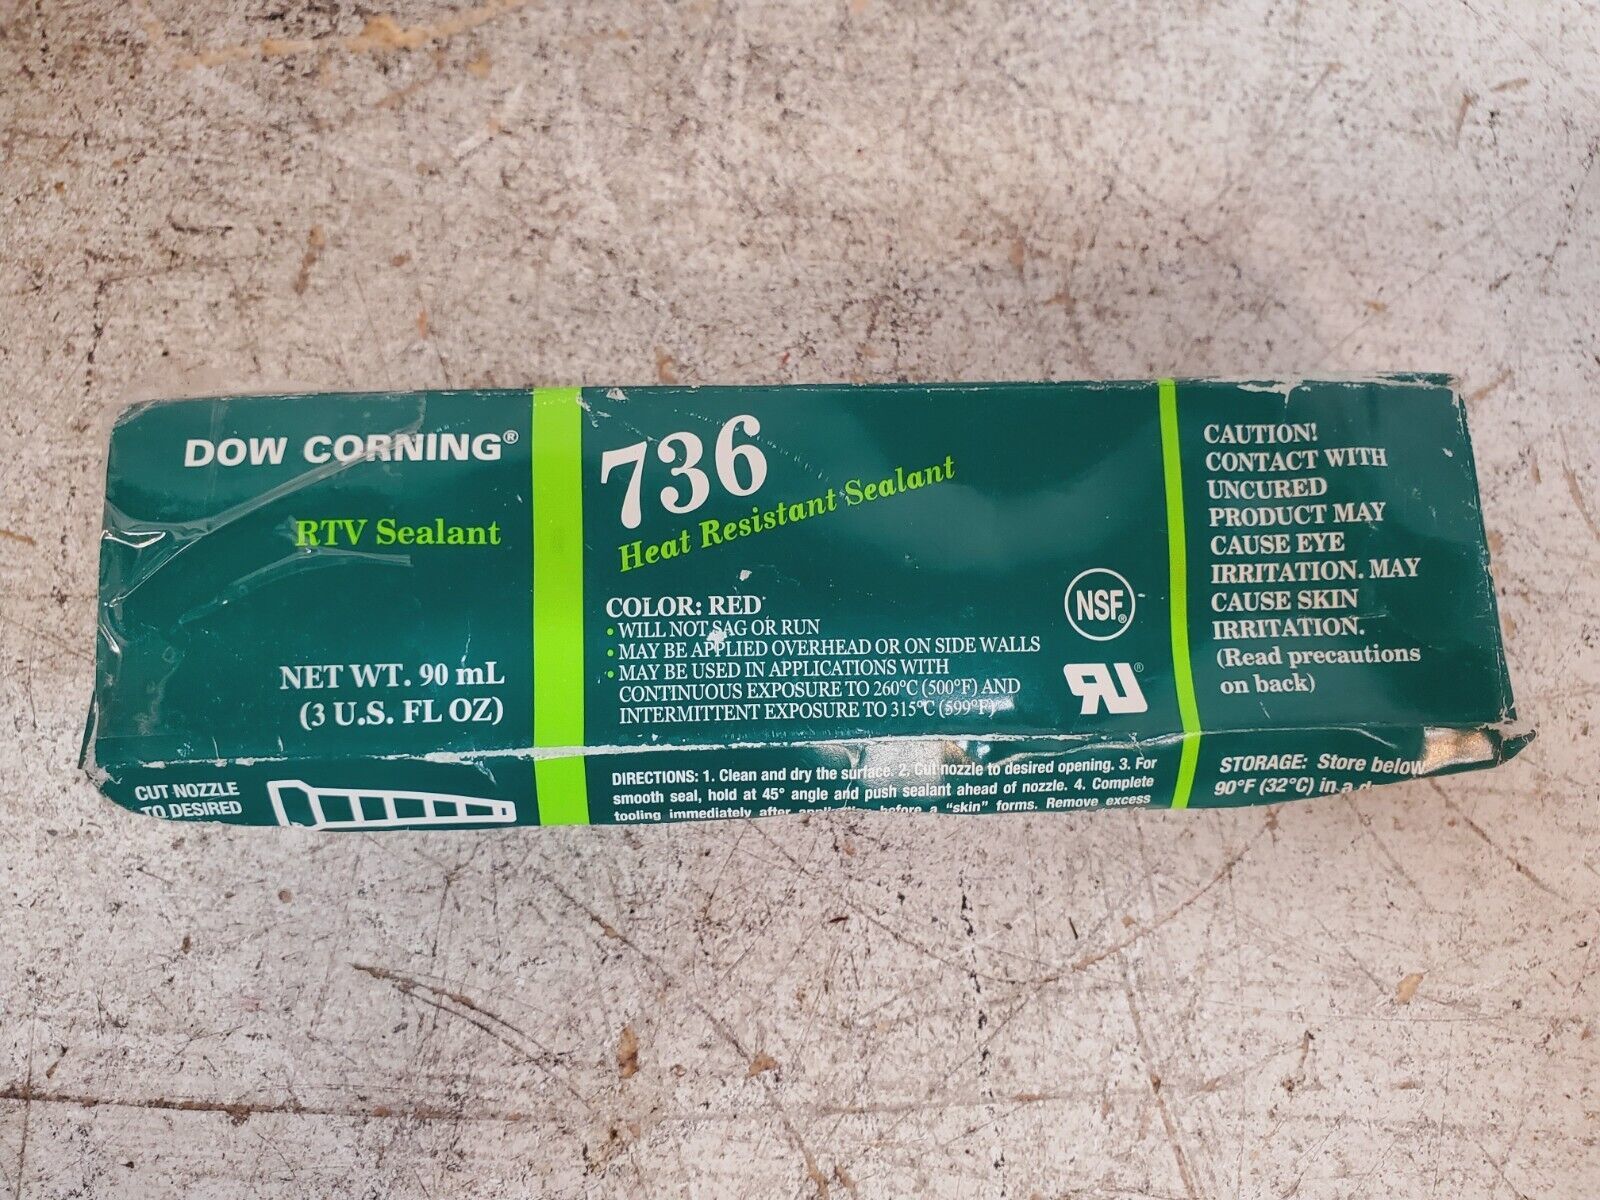 DOW CORNING®
RTV Sealant
NET WT. 90 mL
(3 U.S. FL OZ)
736
Heat Resistant Sealant
COLOR: RED
• WILL NOT SAG OR RUN
• MAY BE APPLIED OVERHEAD OR ON SIDE WALLS
• MAY BE USED IN APPLICATIONS WITH
CONTINUOUS EXPOSURE TO 260°C (500°F) AND
INTERMITTENT EXPOSURE TO 315°C (599°F)
NSF®
RU®
CAUTION!
CONTACT WITH
UNCURED
PRODUCT MAY
CAUSE EYE
IRRITATION. MAY
CAUSE SKIN
IRRITATION.
(Read precautions
on back)
CUT NOZZLE
TO DESIRED
DIRECTIONS: 1. Clean and dry the surface. 2. Cut nozzle to desired opening. 3. For
smooth seal, hold at 45° angle and push sealant ahead of nozzle. 4. Complete
tooling immediately after before a "skin" forms. Remove excess
STORAGE: Store below
90°F (32°C) in a